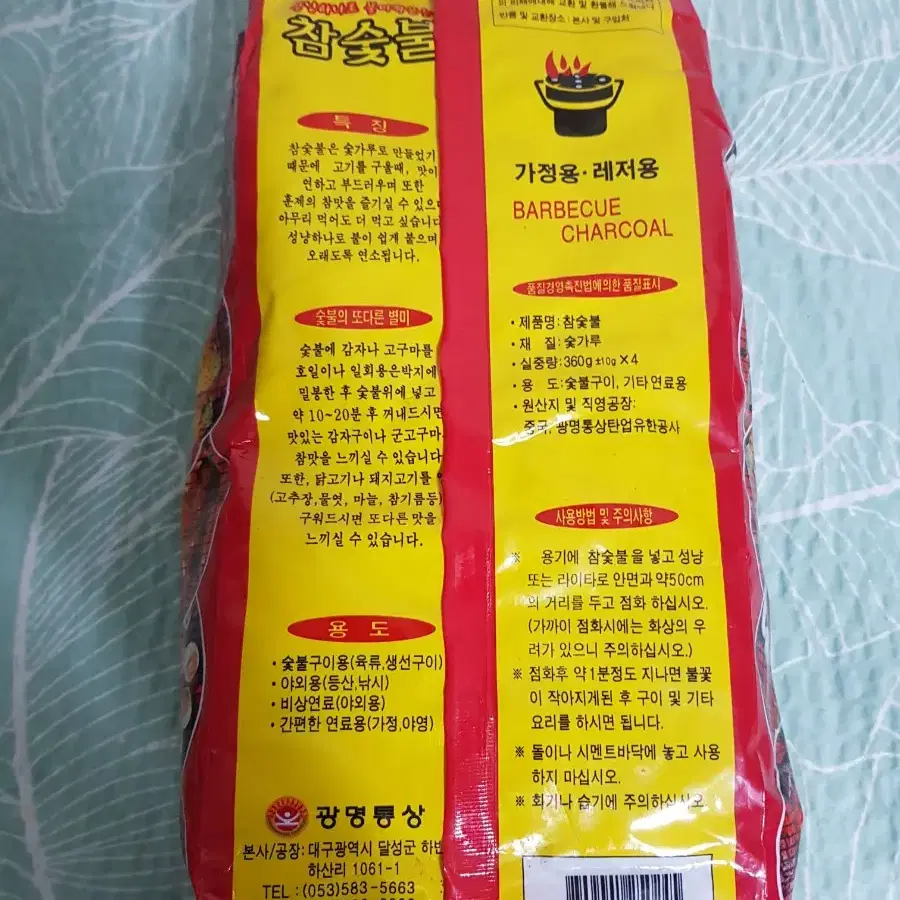 참숯불
특 징
참숯불은 숯가루로 만들었기
때문에 고기를 구울때, 맛이
연하고 부드러우며 또한
훈제의 참맛을 즐기실 수 있으며
아무리 먹어도 더 먹고 싶습니다
성냥하나로 불이 쉽게 붙으며
오래도록 연소됩니다.
숯불의 또다른 별미
숯불에 감자나 고구마를
호일이나 일회용은박지에
밀봉한 후 숯불위에 넣고
약 10~20분 후 꺼내드시면
맛있는 감자구이나 군고구마
참맛을 느끼실 수 있습니다.
또한, 닭고기나 돼지고기를
(고추장,물엿, 마늘, 참기름등)
구워드시면 또다른 맛을
느끼실 수 있습니다.
용 도
• 숯불구이용(육류,생선구이)
• 야외용(등산,낚시)
• 비상연료(야외용)
• 간편한 연료용(가정,야영)
광명통상
본사/공장: 대구광역시 달성군 하빈
하산리 1061-1
TEL : (053)583-5663
의 피해에대해 교환 및 환불해
반품 및 교환장소 : 본사 및 구입처
가정용·레저용
BARBECUE
CHARCOAL
품질경영촉진법에의한 품질표시
• 제품명: 참숯불
• 재 질: 숯가루
• 실중량: 360g ±10g × 4
• 용 도: 숯불구이, 기타연료용
• 원산지 및 직영공장:
중국, 광명통상탄업유한공사
사용방법 및 주의사항
※ 용기에 참숯불을 넣고 성냥
또는 라이타로 안면과 약50cm
의 거리를 두고 점화 하십시오.
(가까이 점화시에는 화상의 우
려가 있으니 주의하십시오.)
※ 점화후 약1분정도 지나면 불꽃
이 작아지게된 후 구이 및 기타
요리를 하시면 됩니다.
※ 돌이나 시멘트바닥에 놓고 사용
하지 마십시오.
※ 화기나 습기에 주의하십시오